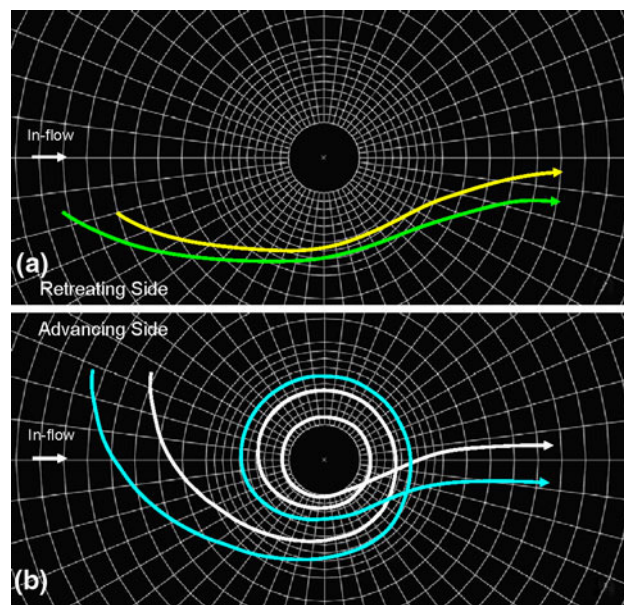 In-flow
(a)
Retreating Side
Advancing Side
In-flow
(b)